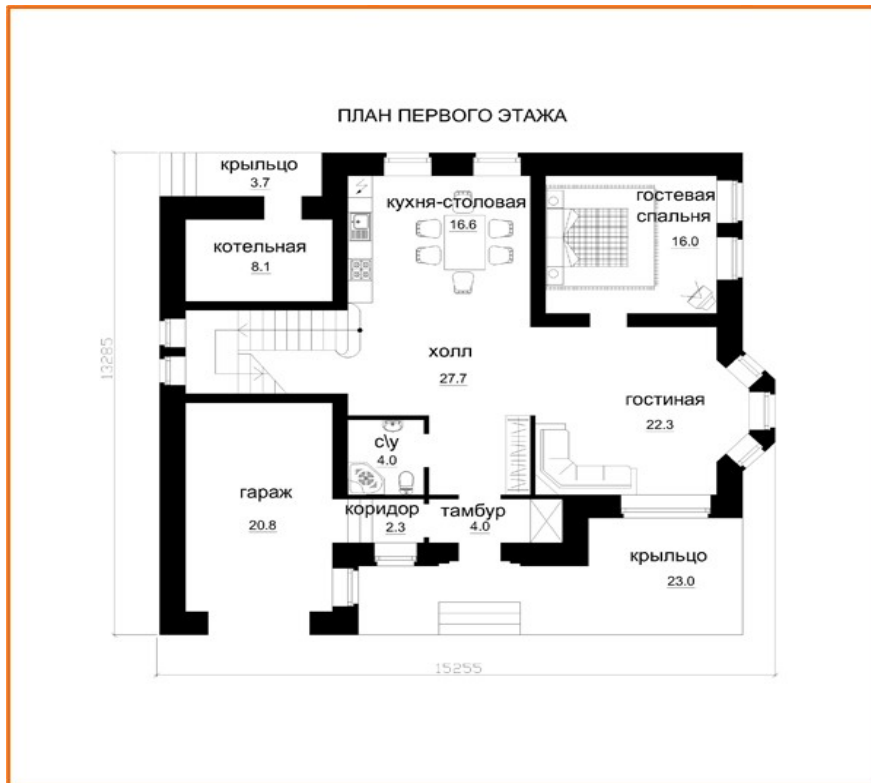 ПЛАН ПЕРВОГО ЭТАЖА
крыльцо
3.7
кухня-столовая
16.6
гостевая
спальня
16.0
котельная
8.1
холл
27.7
гостиная
22.3
с\у
4.0
гараж
20.8
коридор
2.3
тамбур
4.0
крыльцо
23.0
13285
15255